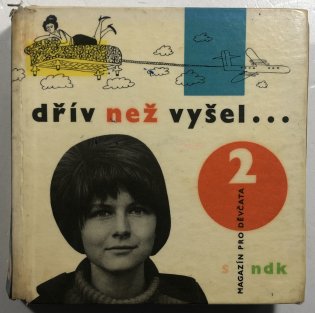 dřív než vyšel...
2
MAGAZÍN PRO DĚVČATA
s ndk